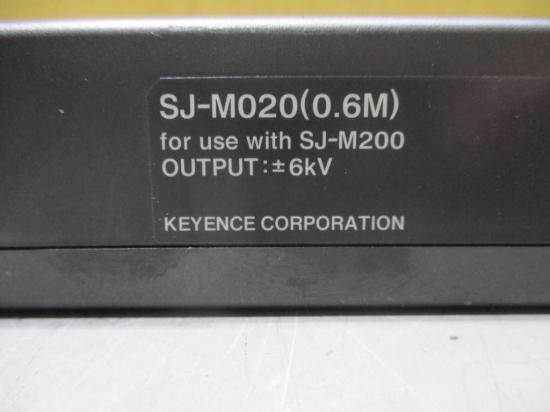 SJ-M020(0.6M)
for use with SJ-M200
OUTPUT:±6kV
KEYENCE CORPORATION